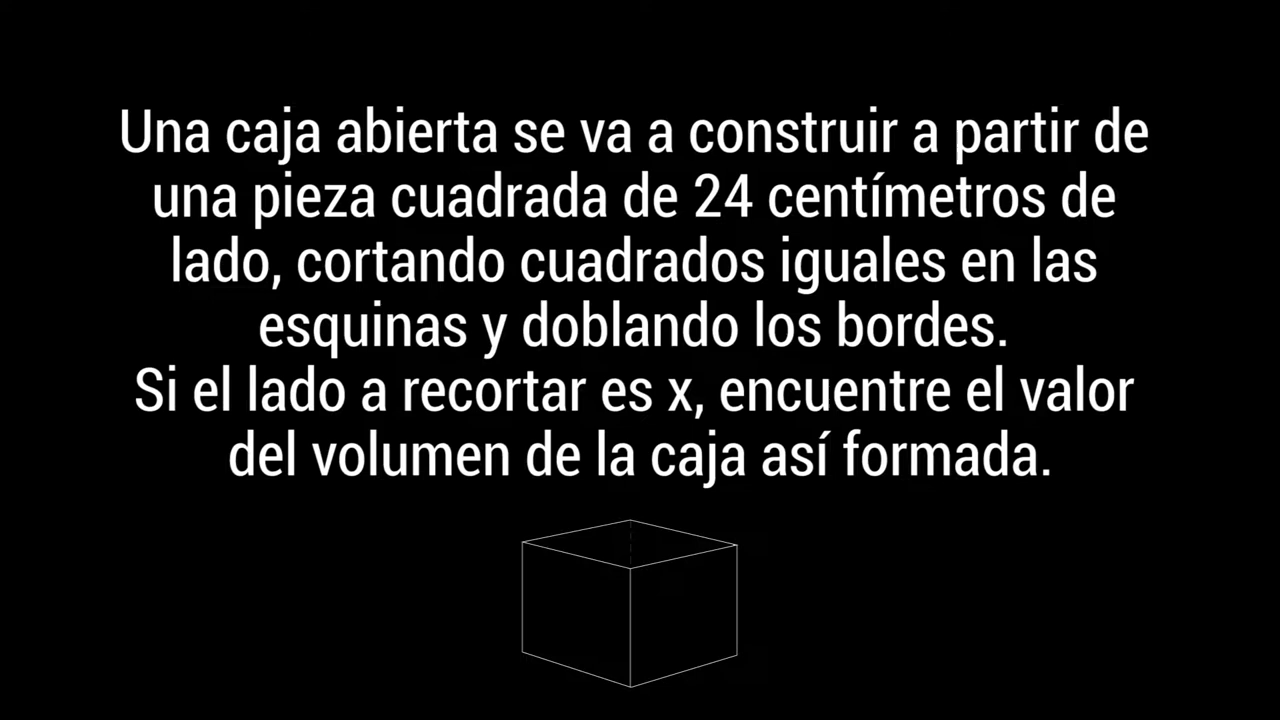 Una caja abierta se va a construir a partir de
una pieza cuadrada de 24 centímetros de
lado, cortando cuadrados iguales en las
esquinas y doblando los bordes.
Si el lado a recortar es x, encuentre el valor
del volumen de la caja así formada.